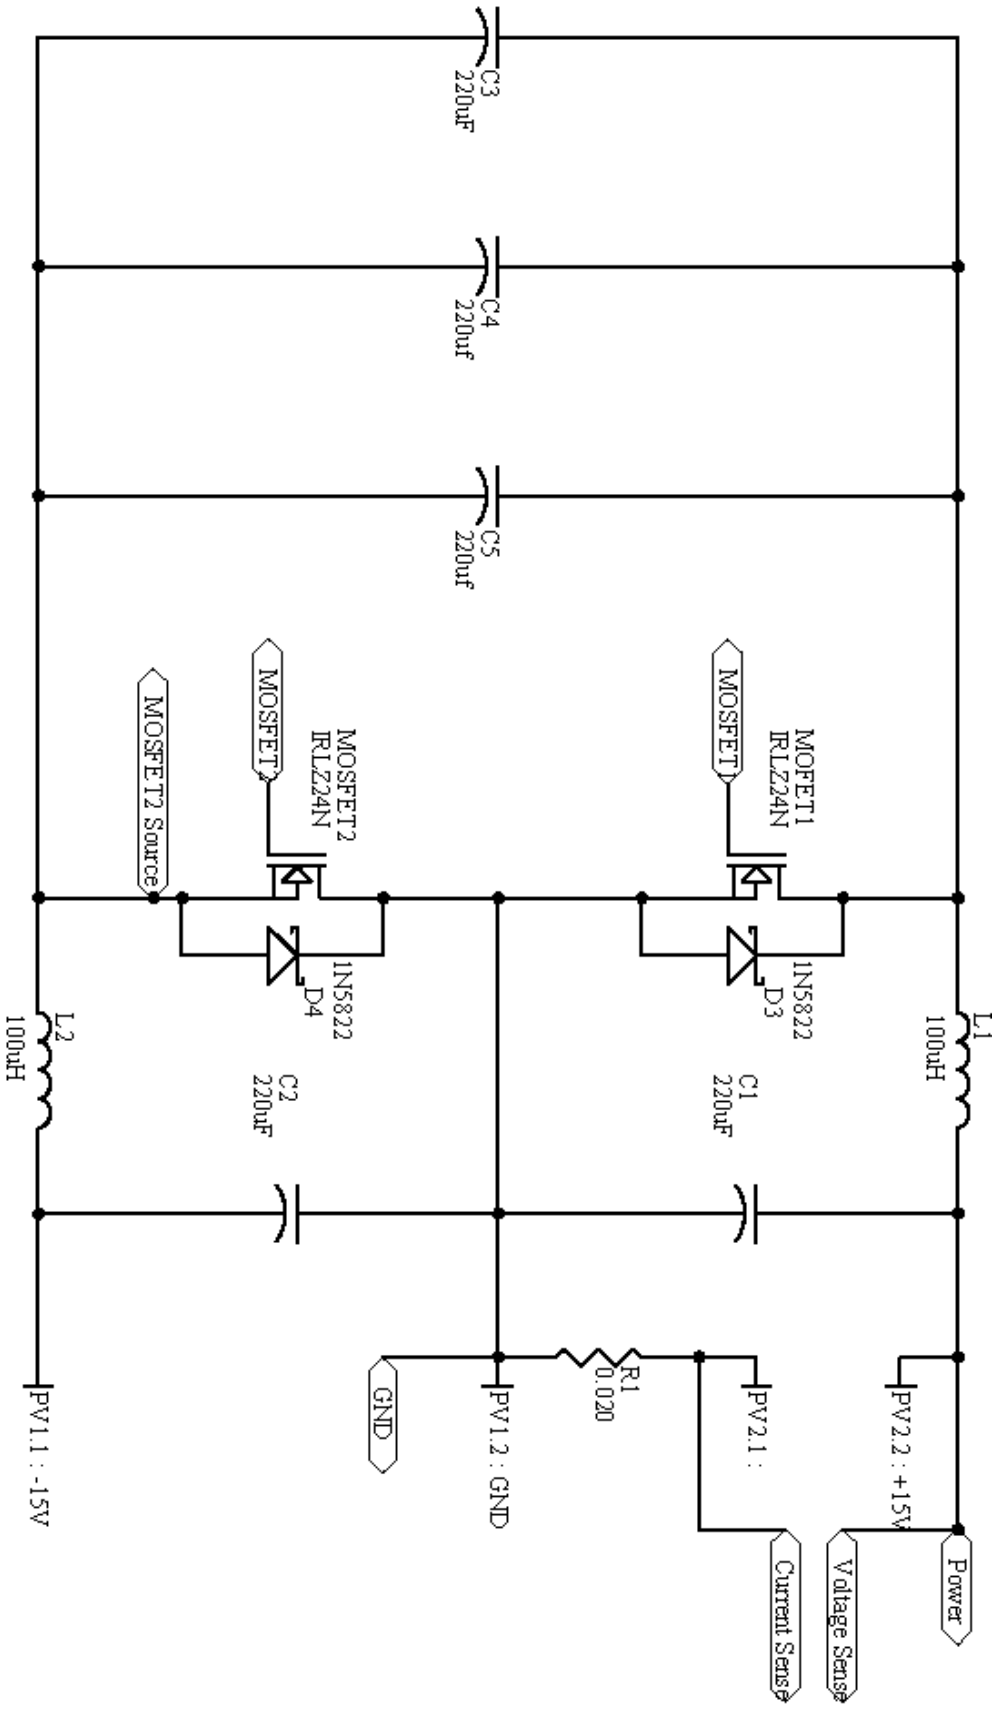 C3
220uF
C4
220uf
C5
220uf
MOSFET1
MOFET1
IRLZ24N
1N5822
D3
MOSFET2
MOSFET2
IRLZ24N
1N5822
D4
MOSFET2 Source
L1
100uH
L2
100uH
C1
220uF
C2
220uF
R1
0.020
Power
Voltage Sense
PV2.2 : +15V
Current Sense
PV2.1 :
PV1.2 : GND
GND
PV1.1 : -15V